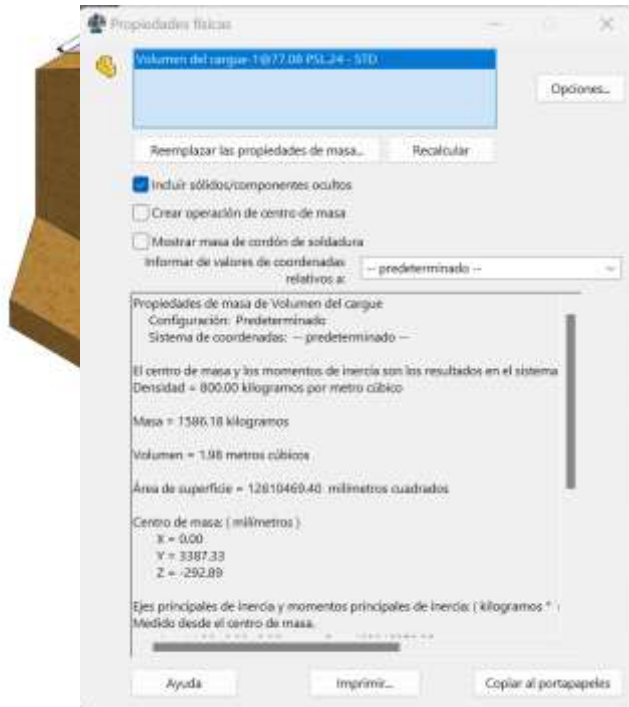 Propiedades físicas
Volumen del cargue-1@77.08 PSL.24 - STD
Opciones...
Reemplazar las propiedades de masa...
Recalcular
Incluir sólidos/componentes ocultos
Crear operación de centro de masa
Mostrar masa de cordón de soldadura
Informar de valores de coordenadas
relativos a:
-- predeterminado --
Propiedades de masa de Volumen del cargue
Configuración: Predeterminado
Sistema de coordenadas: -- predeterminado --
El centro de masa y los momentos de inercia son los resultados en el sistema
Densidad = 800.00 kilogramos por metro cúbico
Masa = 1586.18 kilogramos
Volumen = 1.98 metros cúbicos
Área de superficie = 12810469.40 milímetros cuadrados
Centro de masa: ( milímetros )
X = 0.00
Y = 3387.33
Z = -292.89
Ejes principales de inercia y momentos principales de inercia: ( kilogramos *
Medido desde el centro de masa.
Ayuda
Imprimir...
Copiar al portapapeles